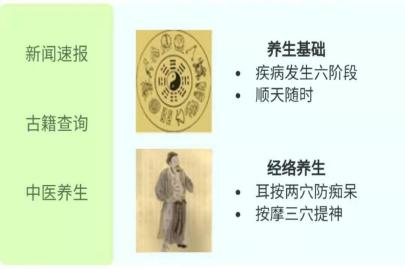 新闻速报
古籍查询
中医养生
养生基础
疾病发生六阶段
顺天随时
经络养生
耳按两穴防痴呆
按摩三穴提神